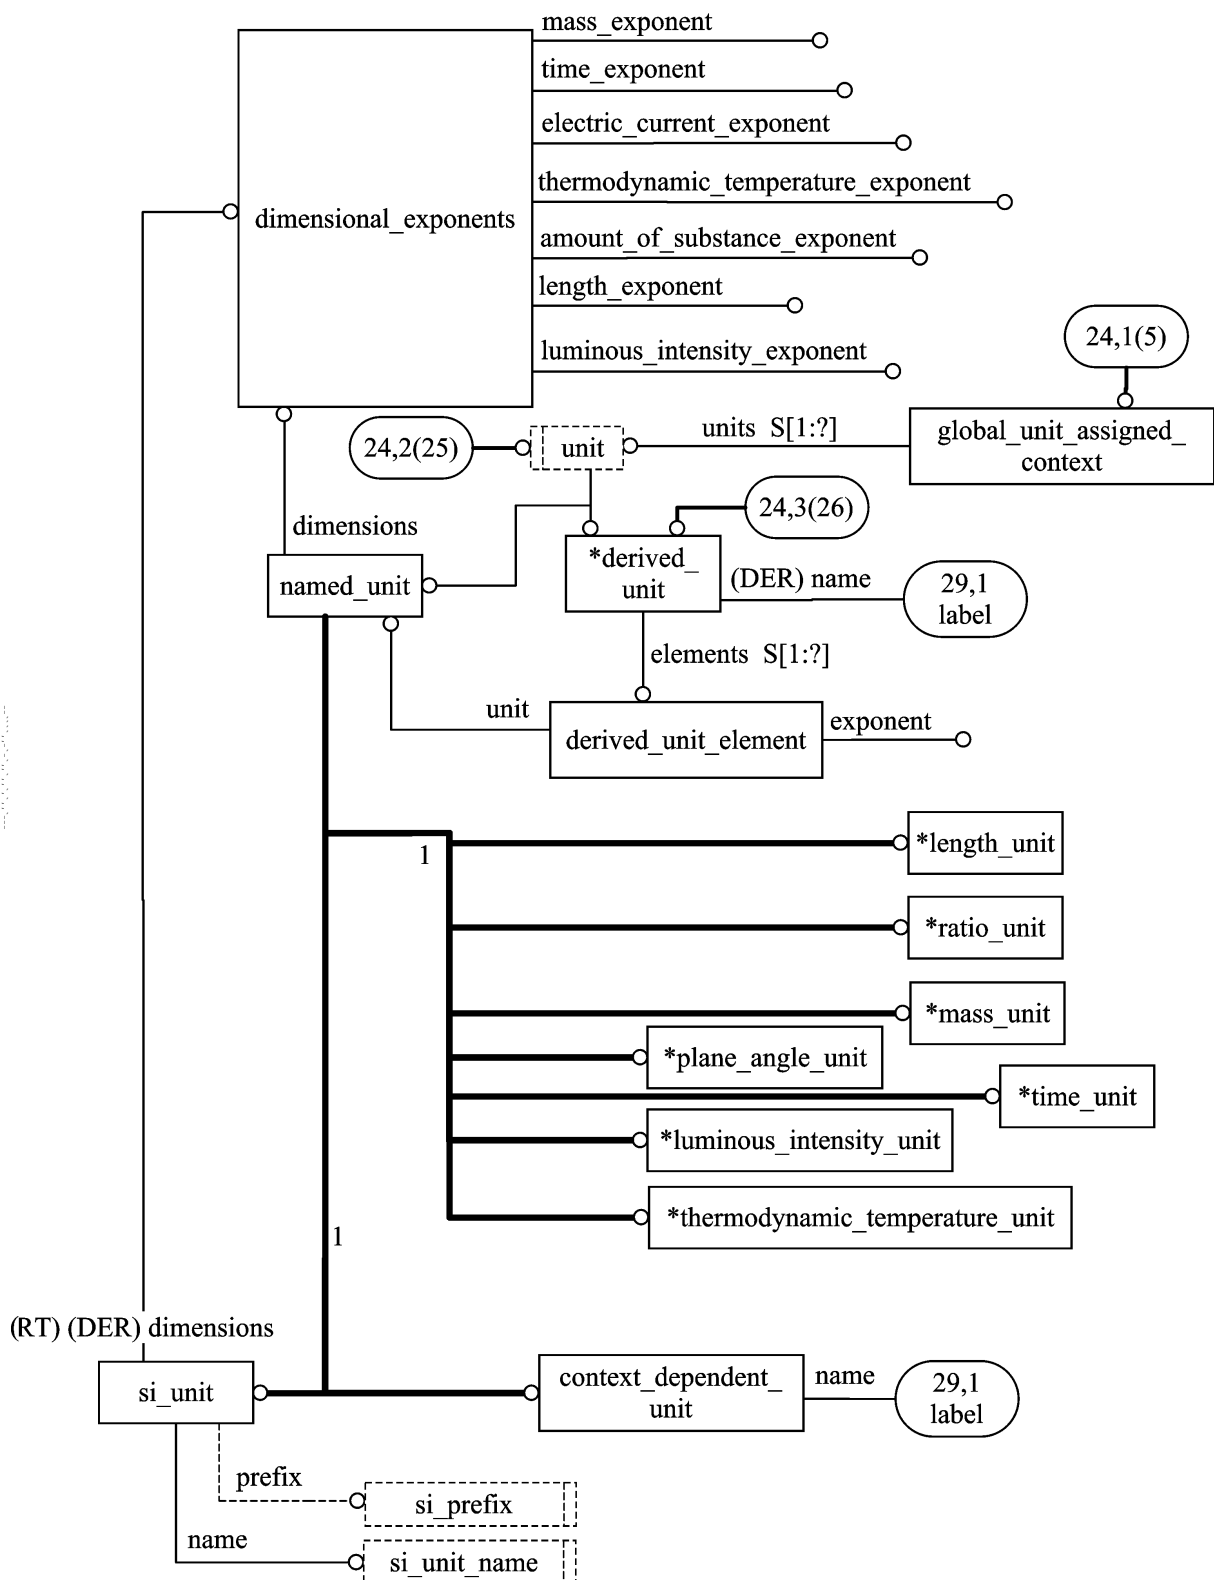 mass_exponent
time_exponent
electric_current_exponent
thermodynamic_temperature_exponent
dimensional_exponents
amount_of_substance_exponent
length_exponent
luminous_intensity_exponent
24,1(5)
24,2(25)
unit
units S[1:?]
global_unit_assigned_
context
24,3(26)
dimensions
named_unit
*derived_
unit
(DER) name
29,1
label
elements S[1:?]
unit
derived_unit_element
exponent
1
*length_unit
*ratio_unit
*mass_unit
*plane_angle_unit
*time_unit
*luminous_intensity_unit
*thermodynamic_temperature_unit
1
(RT) (DER) dimensions
si_unit
context_dependent_
unit
name
29,1
label
prefix
si_prefix
name
si_unit_name